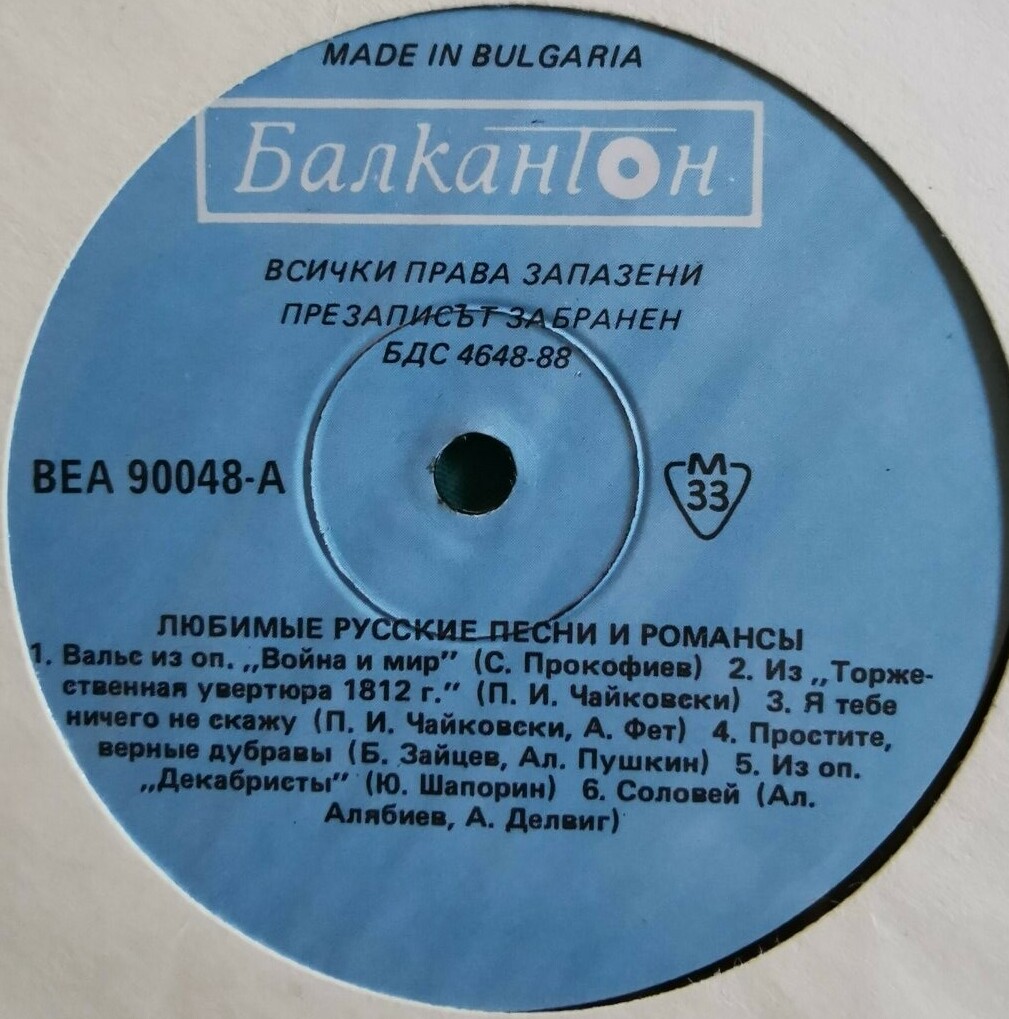 MADE IN BULGARIA
Балкантон
ВСИЧКИ ПРАВА ЗАПАЗЕНИ
ПРЕЗАПИСЪТ ЗАБРАНЕН
БДС 4648-88
ВЕА 90048-А
М
33
ЛЮБИМЫЕ РУССКИЕ ПЕСНИ И РОМАНСЫ
1. Вальс из оп. „Война и мир" (С. Прокофиев) 2. Из „Торже-
ственная увертюра 1812 г." (П. И. Чайковски) 3. Я тебе
ничего не скажу (П. И. Чайковски, А. Фет) 4. Простите,
верные дубравы (Б. Зайцев, Ал. Пушкин) 5. Из оп.
„Декабристы" (Ю. Шапорин) 6. Соловей (Ал.
Алябиев, А. Делвиг)